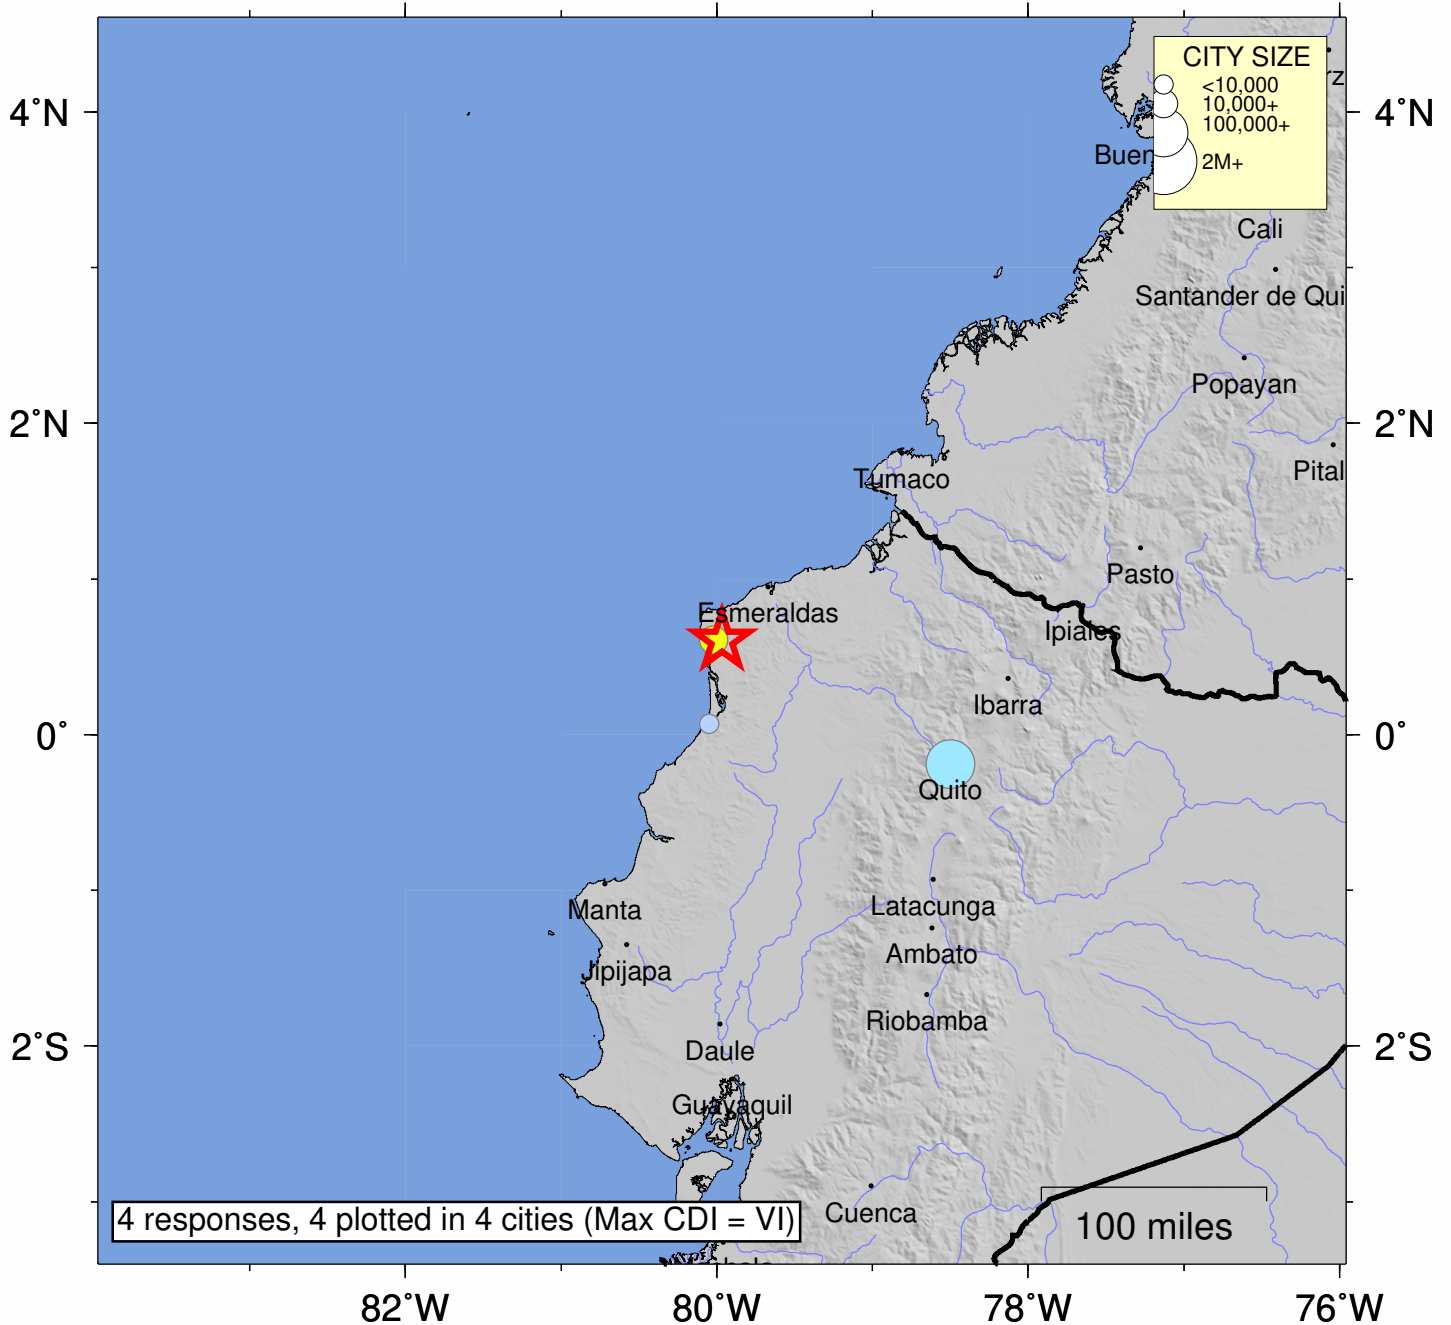 CITY SIZE
<10,000
10,000+
100,000+
2M+
rz
4°N
4°N
Buen
Cali
Santander de Qui
Popayan
2°N
2°N
Pital
Tumaco
Pasto
Esmeraldas
Ipiales
Ibarra
0°
0°
Quito
Latacunga
Manta
Ambato
Jipijapa
Riobamba
2°S
2°S
Daule
Guayaquil
Cuenca
4 responses, 4 plotted in 4 cities (Max CDI = VI)
100 miles
82°W
80°W
78°W
76°W